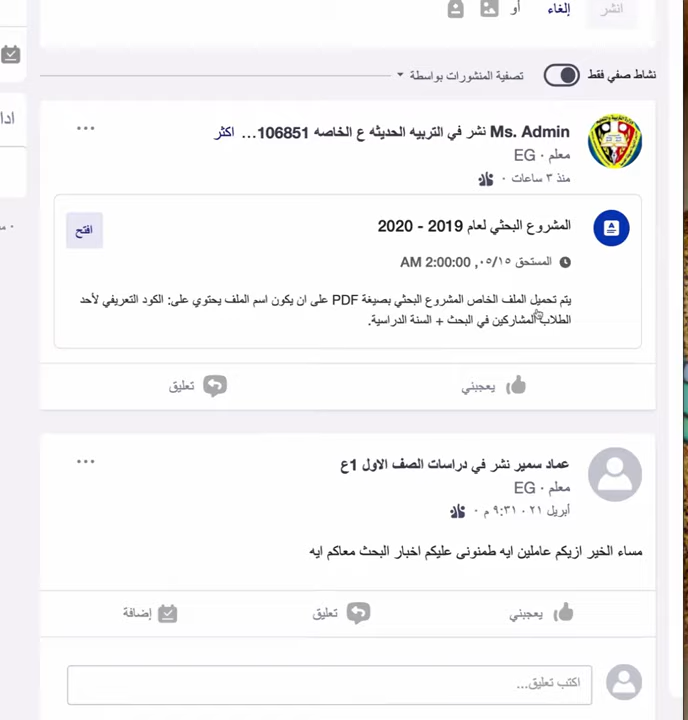 انشر
إلغاء
أو
نشاط صفي فقط
تصفية المنشورات بواسطة
Ms. Admin نشر في التربيه الحديثه ع الخاصه 106851... اكثر
معلم · EG
منذ ٣ ساعات ·
المشروع البحثي لعام 2019 - 2020
افتح
المستحق ٠٥/١٥, 2:00:00 AM
يتم تحميل الملف الخاص المشروع البحثي بصيغة PDF على ان يكون اسم الملف يحتوي على: الكود التعريفي لأحد
الطلاب المشاركين في البحث + السنة الدراسية.
يعجبني
تعليق
عماد سمير نشر في دراسات الصف الاول 1ع
معلم · EG
أبريل ٢١ · ٩:٣١ م ·
مساء الخير ازيكم عاملين ايه طمنونى عليكم اخبار البحث معاكم ايه
يعجبني
تعليق
إضافة
اكتب تعليق...